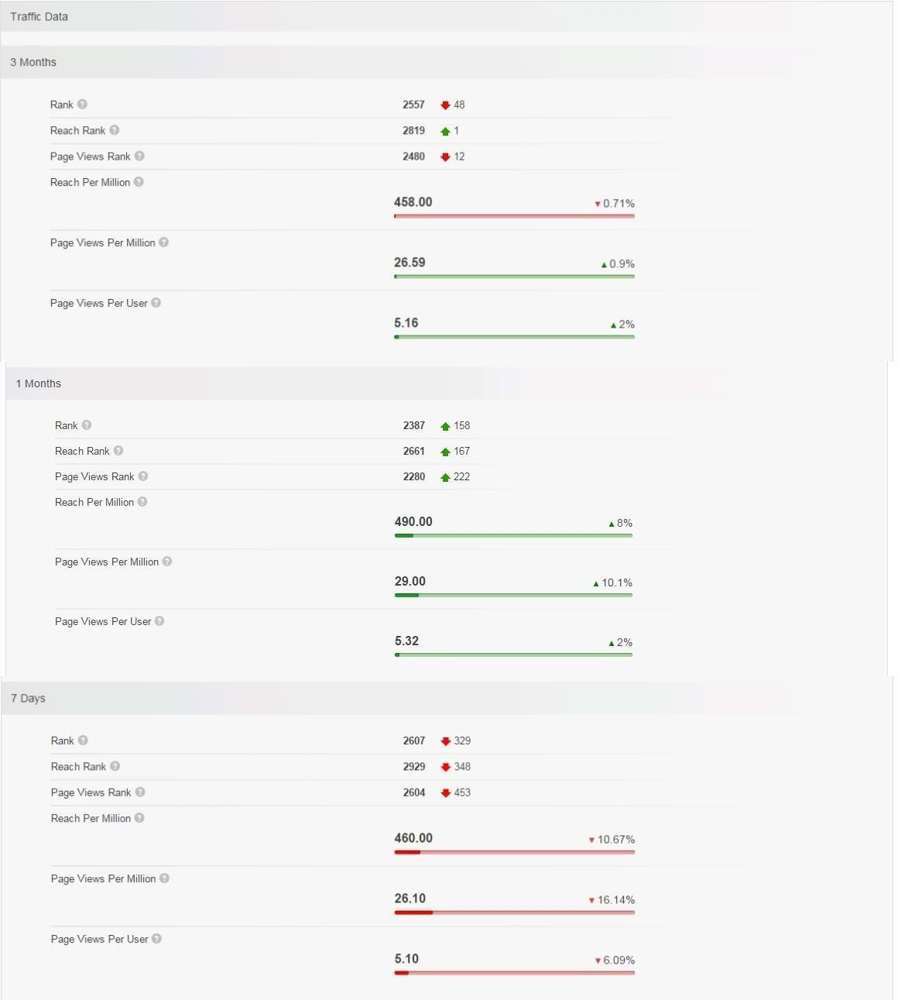 Traffic Data
3 Months
Rank ? 2557 48
Reach Rank ? 2819 1
Page Views Rank ? 2480 12
Reach Per Million ?
458.00 ▼ 0.71%
Page Views Per Million ?
26.59 ▲ 0.9%
Page Views Per User ?
5.16 ▲ 2%
1 Months
Rank ? 2387 158
Reach Rank ? 2661 167
Page Views Rank ? 2280 222
Reach Per Million ?
490.00 ▲ 8%
Page Views Per Million ?
29.00 ▲ 10.1%
Page Views Per User ?
5.32 ▲ 2%
7 Days
Rank ? 2607 329
Reach Rank ? 2929 348
Page Views Rank ? 2604 453
Reach Per Million ?
460.00 ▼ 10.67%
Page Views Per Million ?
26.10 ▼ 16.14%
Page Views Per User ?
5.10 ▼ 6.09%